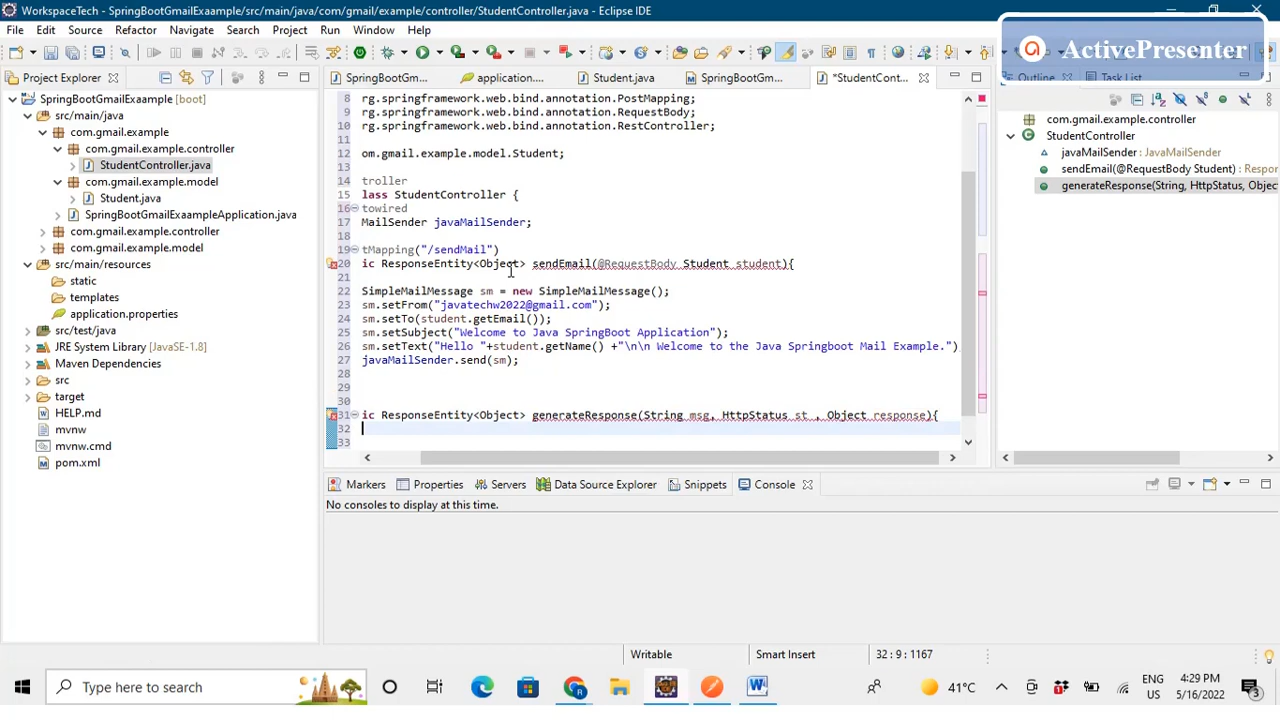 WorkspaceTech - SpringBootGmailExaample/src/main/java/com/gmail/example/controller/StudentController.java - Eclipse IDE
File Edit Source Refactor Navigate Search Project Run Window Help
ActivePresenter
Project Explorer
SpringBootGm...
application....
Student.java
SpringBootGm...
*StudentCont...
Outline
Task List
SpringBootGmailExaample [boot]
src/main/java
com.gmail.example
com.gmail.example.controller
StudentController.java
com.gmail.example.model
Student.java
SpringBootGmailExaampleApplication.java
com.gmail.example.controller
com.gmail.example.model
src/main/resources
static
templates
application.properties
src/test/java
JRE System Library [JavaSE-1.8]
Maven Dependencies
src
target
HELP.md
mvnw
mvnw.cmd
pom.xml
8 rg.springframework.web.bind.annotation.PostMapping;
9 rg.springframework.web.bind.annotation.RequestBody;
10 rg.springframework.web.bind.annotation.RestController;
11
12 om.gmail.example.model.Student;
13
14 troller
15 lass StudentController {
16 towired
17 MailSender javaMailSender;
18
19 tMapping("/sendMail")
20 ic ResponseEntity<Object> sendEmail(@RequestBody Student student){
21
22 SimpleMailMessage sm = new SimpleMailMessage();
23 sm.setFrom("javatechw2022@gmail.com");
24 sm.setTo(student.getEmail());
25 sm.setSubject("Welcome to Java SpringBoot Application");
26 sm.setText("Hello "+student.getName() +"\n\n Welcome to the Java Springboot Mail Example.")
27 javaMailSender.send(sm);
28
29
30
31 ic ResponseEntity<Object> generateResponse(String msg, HttpStatus st , Object response){
32
33
com.gmail.example.controller
StudentController
javaMailSender : JavaMailSender
sendEmail(@RequestBody Student) : Respor
generateResponse(String, HttpStatus, Object
Markers Properties Servers Data Source Explorer Snippets Console
No consoles to display at this time.
Writable Smart Insert 32 : 9 : 1167
Type here to search
41°C
ENG
US
4:29 PM
5/16/2022
3